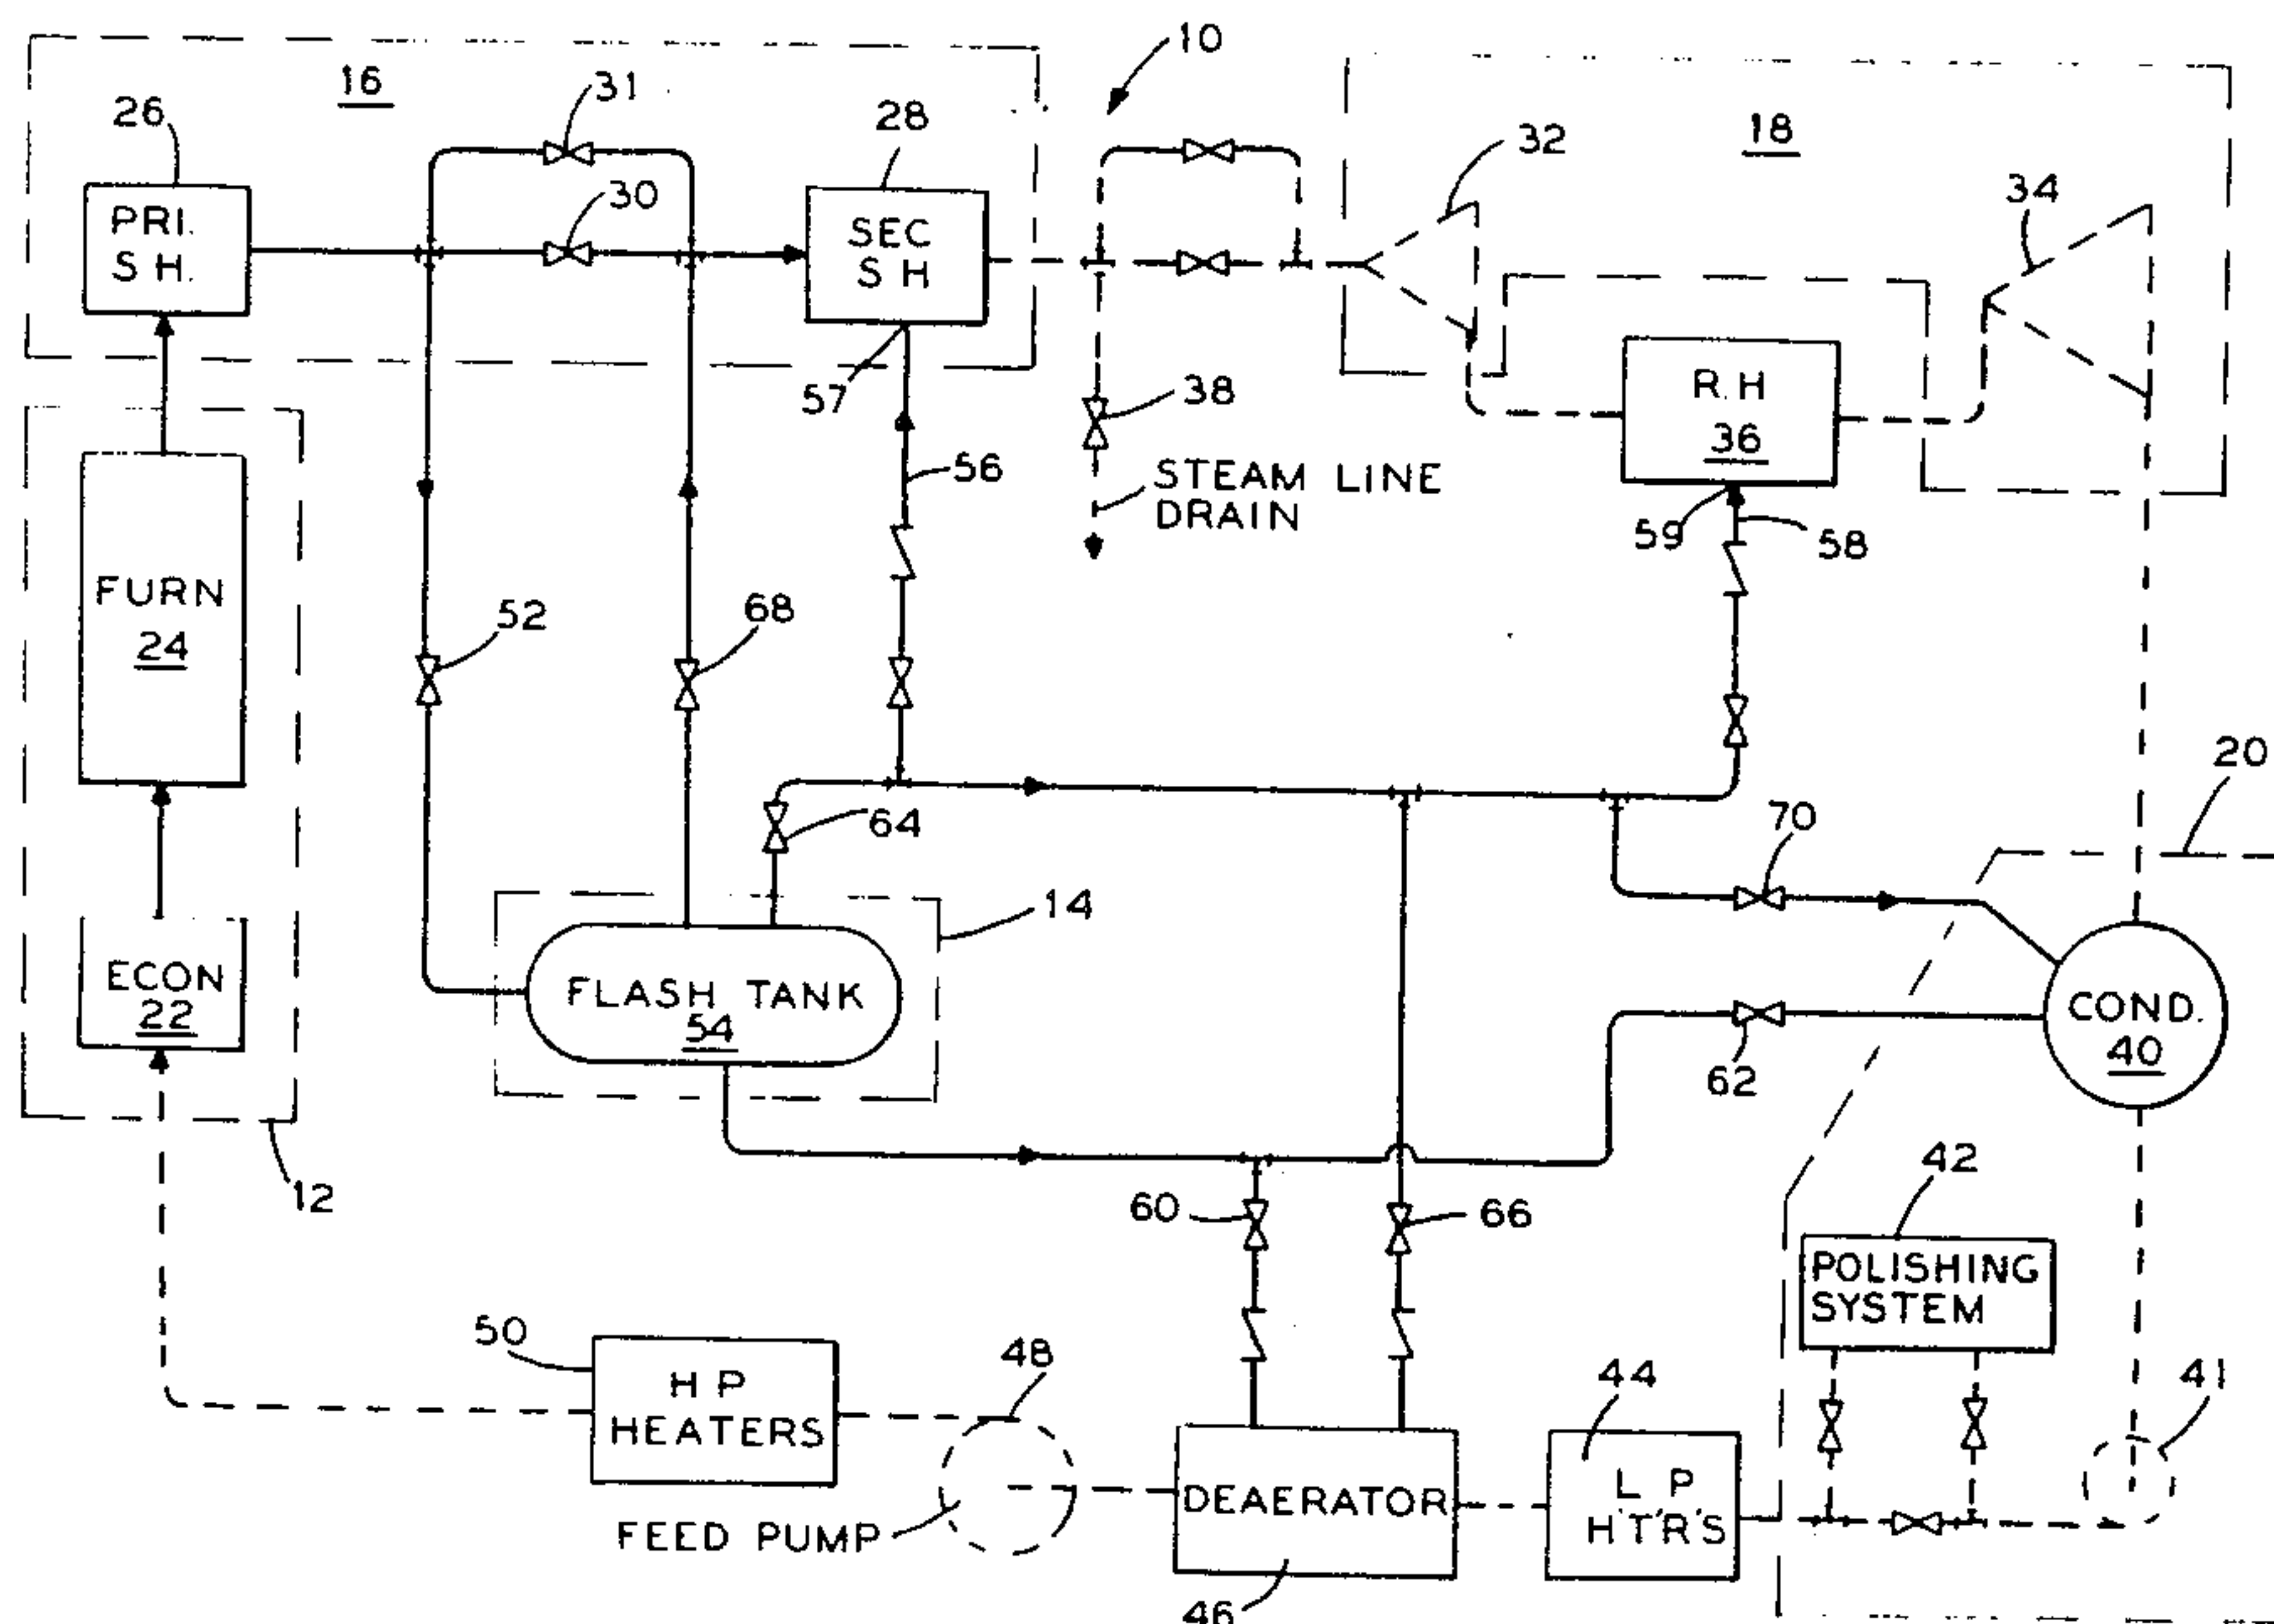 10
16
31
26
28
18
32
PRI.
S H.
30
SEC
S H
34
57
38
R.H
36
56
STEAM LINE
DRAIN
59
58
FURN
24
52
68
20
64
70
14
ECON
22
FLASH TANK
54
COND.
40
62
12
60
66
42
POLISHING
SYSTEM
50
48
44
41
H P
HEATERS
FEED PUMP
DEAERATOR
L P
H'T'R'S
46